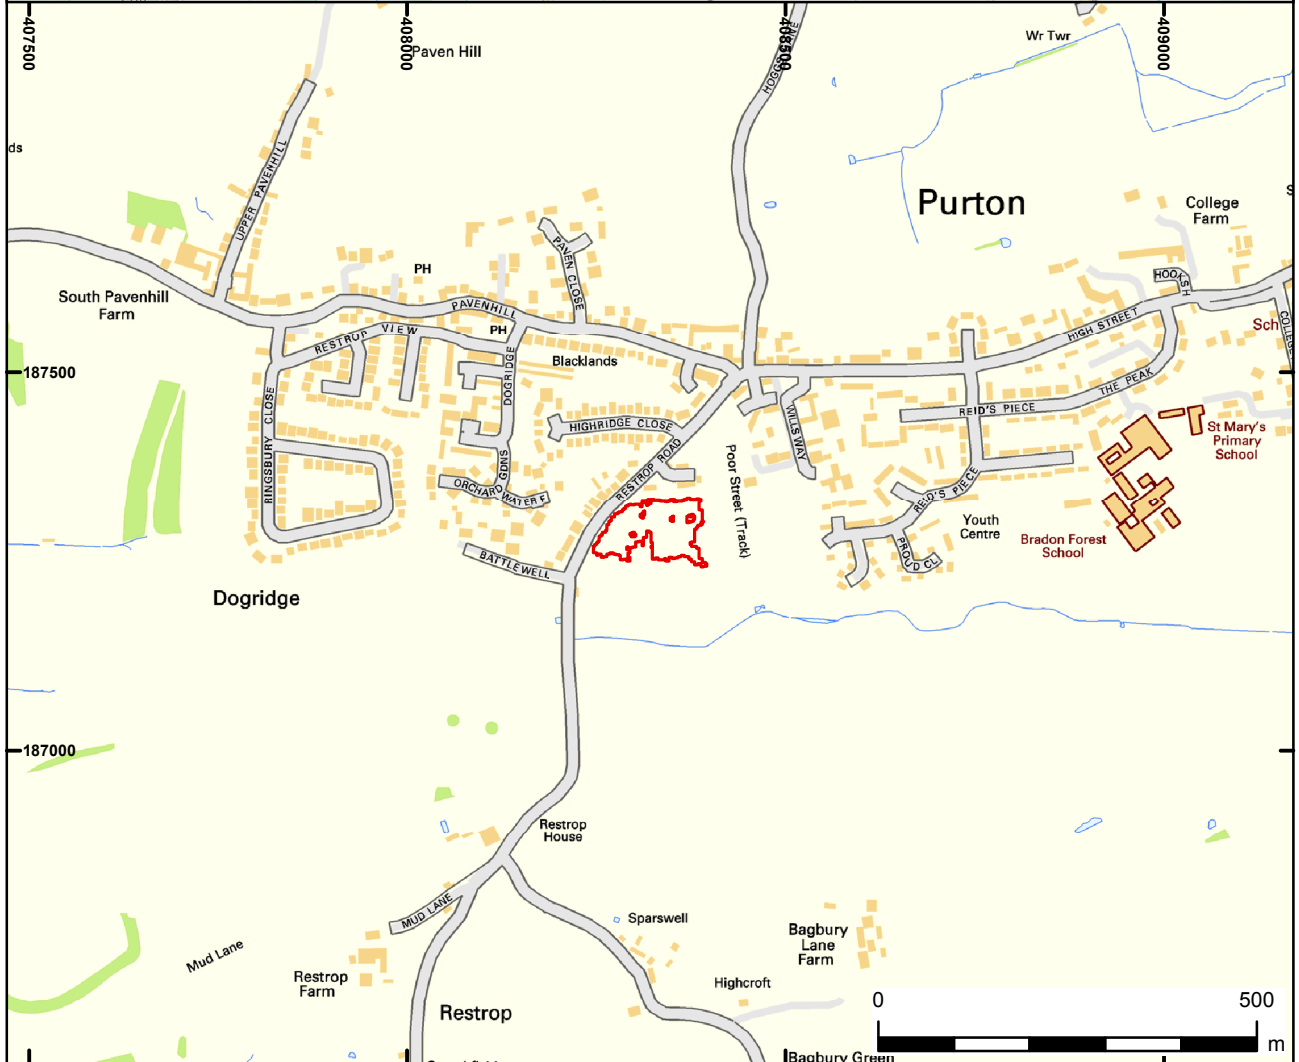 407500
408000
408500
409000
Paven Hill
HOGGS LANE
Wr Twr
ds
UPPER PAVENHILL
Purton
College
Farm
PAVEN CLOSE
PH
HOOK ST
South Pavenhill
Farm
PAVENHILL
PH
RESTROP VIEW
HIGH STREET
Sch
COLLEGE
Blacklands
187500
DOGRIDGE
THE PEAK
REID'S PIECE
RINGSBURY CLOSE
HIGHRIDGE CLOSE
WILLS WAY
St Mary's
Primary
School
RESTROP ROAD
Poor Street (Track)
ORCHARD GDNS
WATER F
REID'S PIECE
Youth
Centre
Bradon Forest
School
PROUD CL
BATTLEWELL
Dogridge
187000
Restrop
House
MUD LANE
Sparswell
Bagbury
Lane
Farm
Mud Lane
Restrop
Farm
Highcroft
Restrop
0
500
m
Bagbury Green